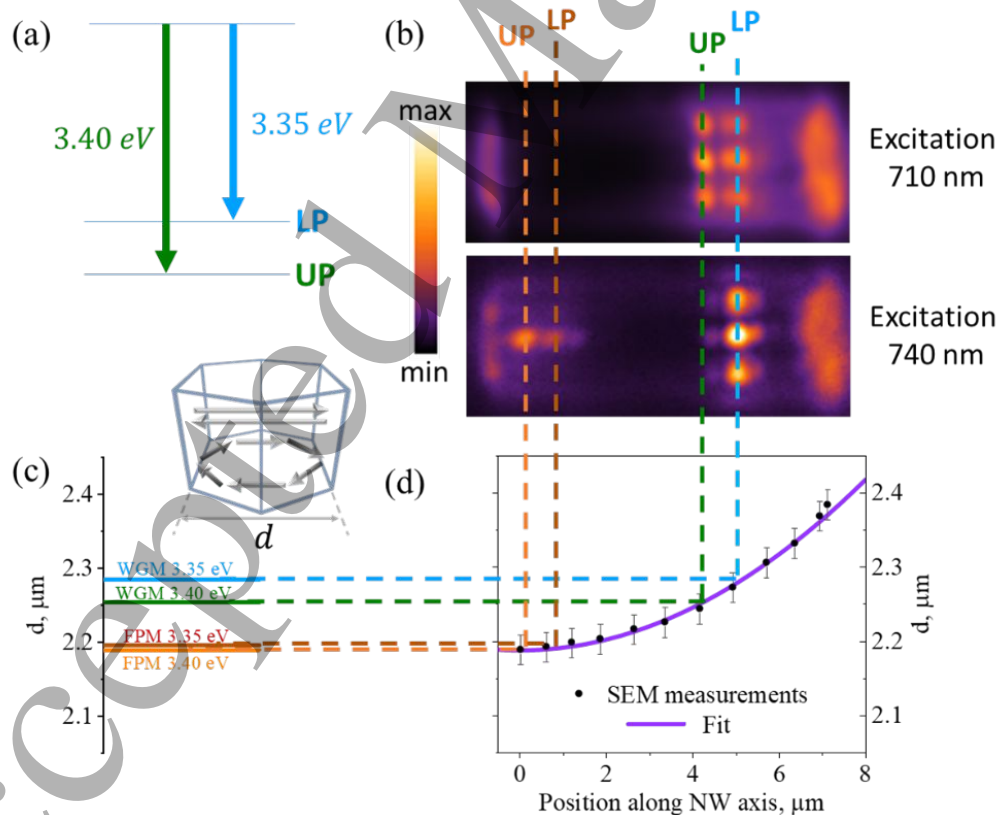 (a)
3.40 eV
3.35 eV
LP
UP
(b)
UP
LP
UP
LP
max
min
Excitation
710 nm
Excitation
740 nm
(c)
d
2.4
2.3
2.2
2.1
d, μm
WGM 3.35 eV
WGM 3.40 eV
FPM 3.35 eV
FPM 3.40 eV
(d)
SEM measurements
Fit
2.4
2.3
2.2
2.1
d, μm
0 2 4 6 8
Position along NW axis, μm